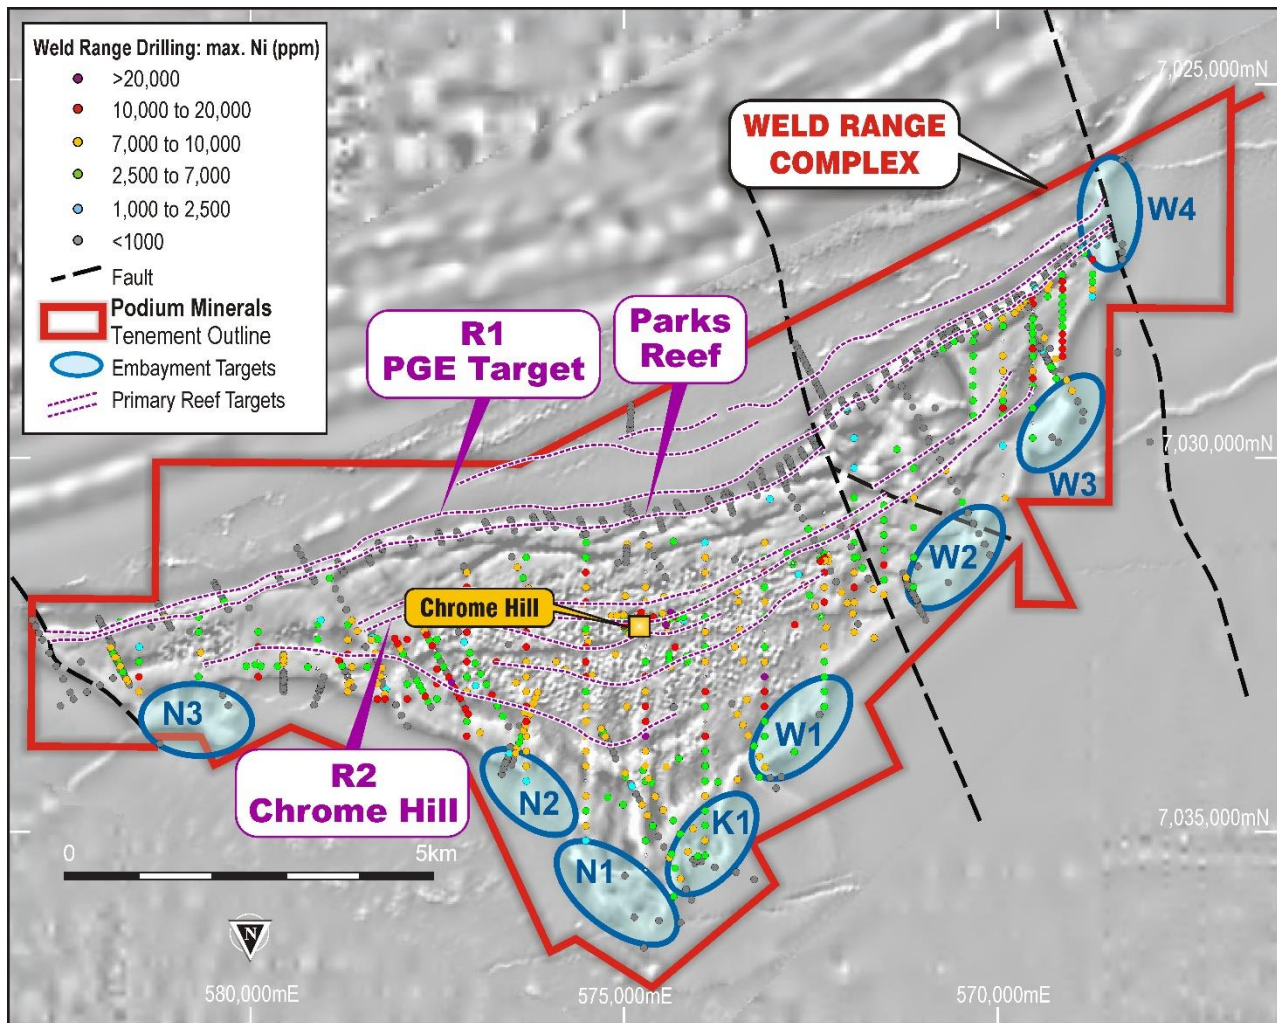 Weld Range Drilling: max. Ni (ppm)
>20,000
10,000 to 20,000
7,000 to 10,000
2,500 to 7,000
1,000 to 2,500
<1000
Fault
Podium Minerals
Tenement Outline
Embayment Targets
Primary Reef Targets
7,025,000mN
WELD RANGE
COMPLEX
W4
R1
PGE Target
Parks
Reef
7,030,000mN
W3
W2
Chrome Hill
N3
W1
R2
Chrome Hill
N2
K1
7,035,000mN
0
5km
N1
N
580,000mE
575,000mE
570,000mE